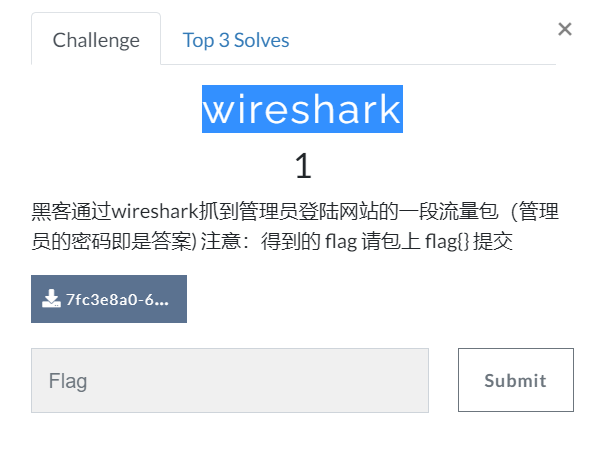 Challenge
Top 3 Solves
×
wireshark
1
黑客通过wireshark抓到管理员登陆网站的一段流量包（管理
员的密码即是答案) 注意：得到的 flag 请包上 flag{} 提交
7fc3e8a0-6...
Flag
Submit